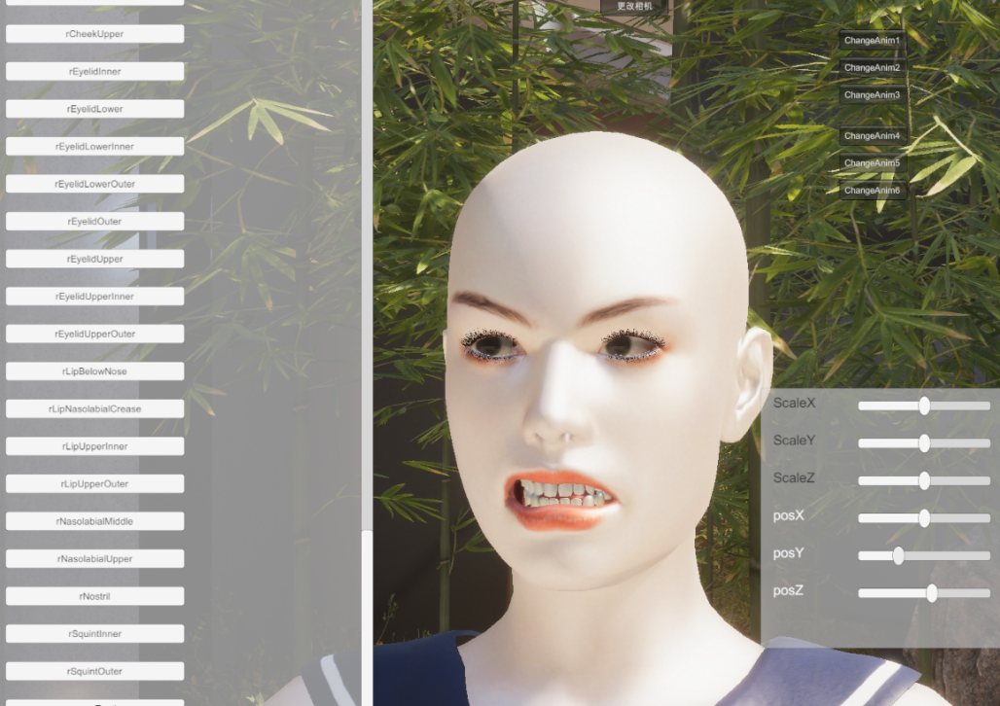 rCheekUpper
rEyelidInner
rEyelidLower
rEyelidLowerInner
rEyelidLowerOuter
rEyelidOuter
rEyelidUpper
rEyelidUpperInner
rEyelidUpperOuter
rLipBelowNose
rLipNasolabialCrease
rLipUpperInner
rLipUpperOuter
rNasolabialMiddle
rNasolabialUpper
rNostril
rSquintInner
rSquintOuter
更改相机
ChangeAnim1
ChangeAnim2
ChangeAnim3
ChangeAnim4
ChangeAnim5
ChangeAnim6
ScaleX
ScaleY
ScaleZ
posX
posY
posZ